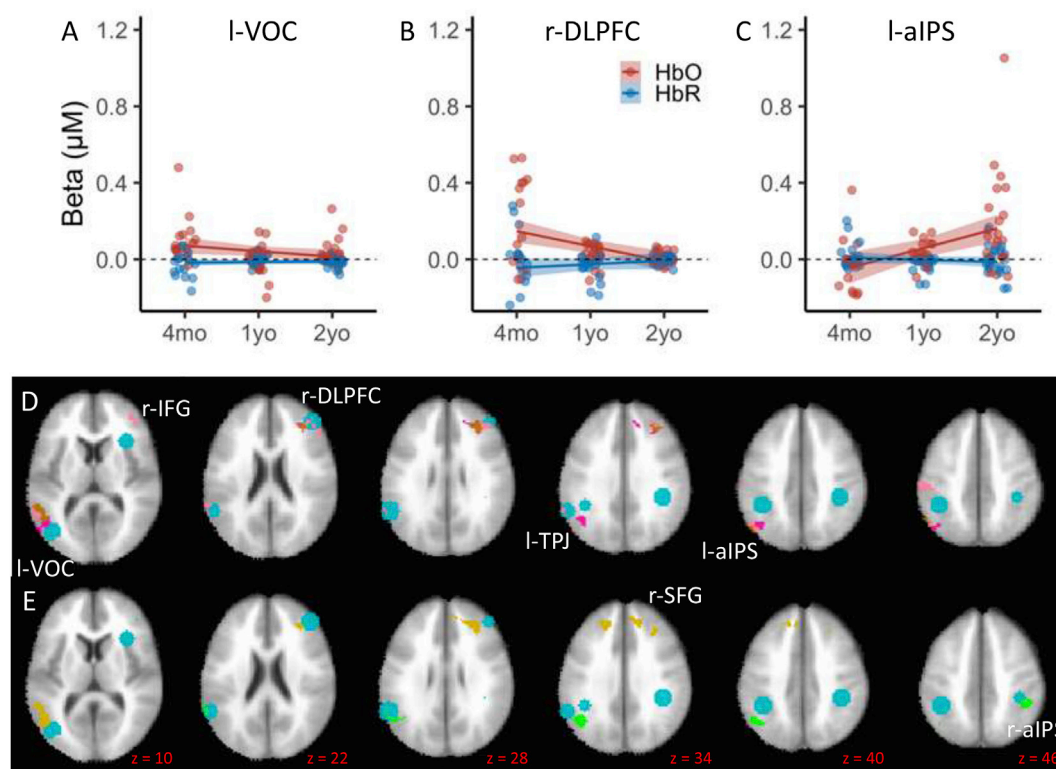 A l-VOC B r-DLPFC C l-aIPS
1.2 1.2 1.2
HbO
HbR
0.8 0.8 0.8
Beta (µM)
0.4 0.4 0.4
0.0 0.0 0.0
4mo 1yo 2yo 4mo 1yo 2yo 4mo 1yo 2yo
D r-IFG r-DLPFC
l-TPJ l-aIPS
l-VOC
E r-SFG
r-aIPS
z = 10 z = 22 z = 28 z = 34 z = 40 z = 46